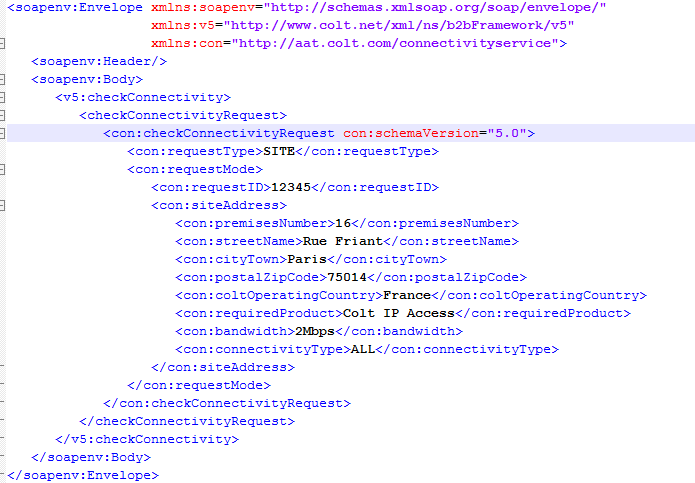 <soapenv:Envelope xmlns:soapenv="http://schemas.xmlsoap.org/soap/envelope/"
xmlns:v5="http://www.colt.net/xml/ns/b2bFramework/v5"
xmlns:con="http://aat.colt.com/connectivityservice">
<soapenv:Header/>
<soapenv:Body>
<v5:checkConnectivity>
<checkConnectivityRequest>
<con:checkConnectivityRequest con:schemaVersion="5.0">
<con:requestType>SITE</con:requestType>
<con:requestMode>
<con:requestID>12345</con:requestID>
<con:siteAddress>
<con:premisesNumber>16</con:premisesNumber>
<con:streetName>Rue Friant</con:streetName>
<con:cityTown>Paris</con:cityTown>
<con:postalZipCode>75014</con:postalZipCode>
<con:coltOperatingCountry>France</con:coltOperatingCountry>
<con:requiredProduct>Colt IP Access</con:requiredProduct>
<con:bandwidth>2Mbps</con:bandwidth>
<con:connectivityType>ALL</con:connectivityType>
</con:siteAddress>
</con:requestMode>
</con:checkConnectivityRequest>
</checkConnectivityRequest>
</v5:checkConnectivity>
</soapenv:Body>
</soapenv:Envelope>